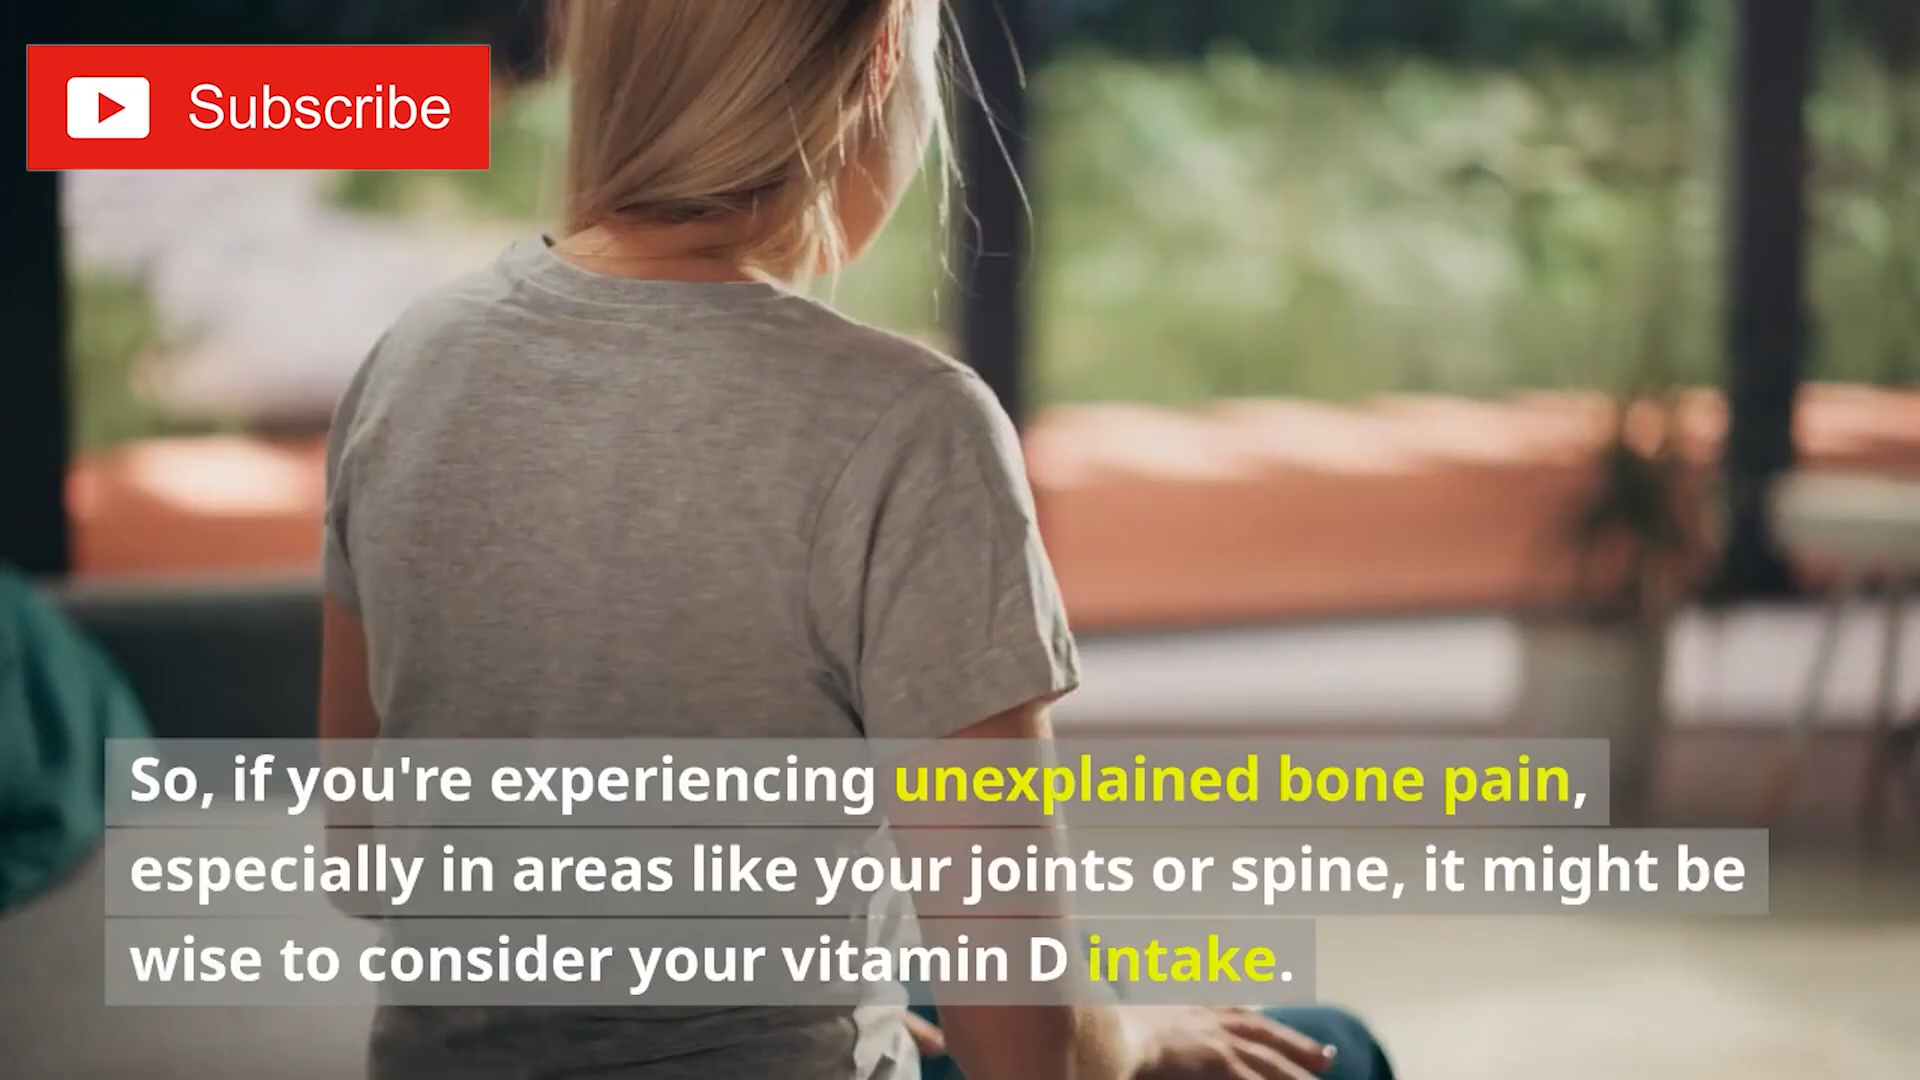 Subscribe
So, if you're experiencing unexplained bone pain,
especially in areas like your joints or spine, it might be
wise to consider your vitamin D intake.